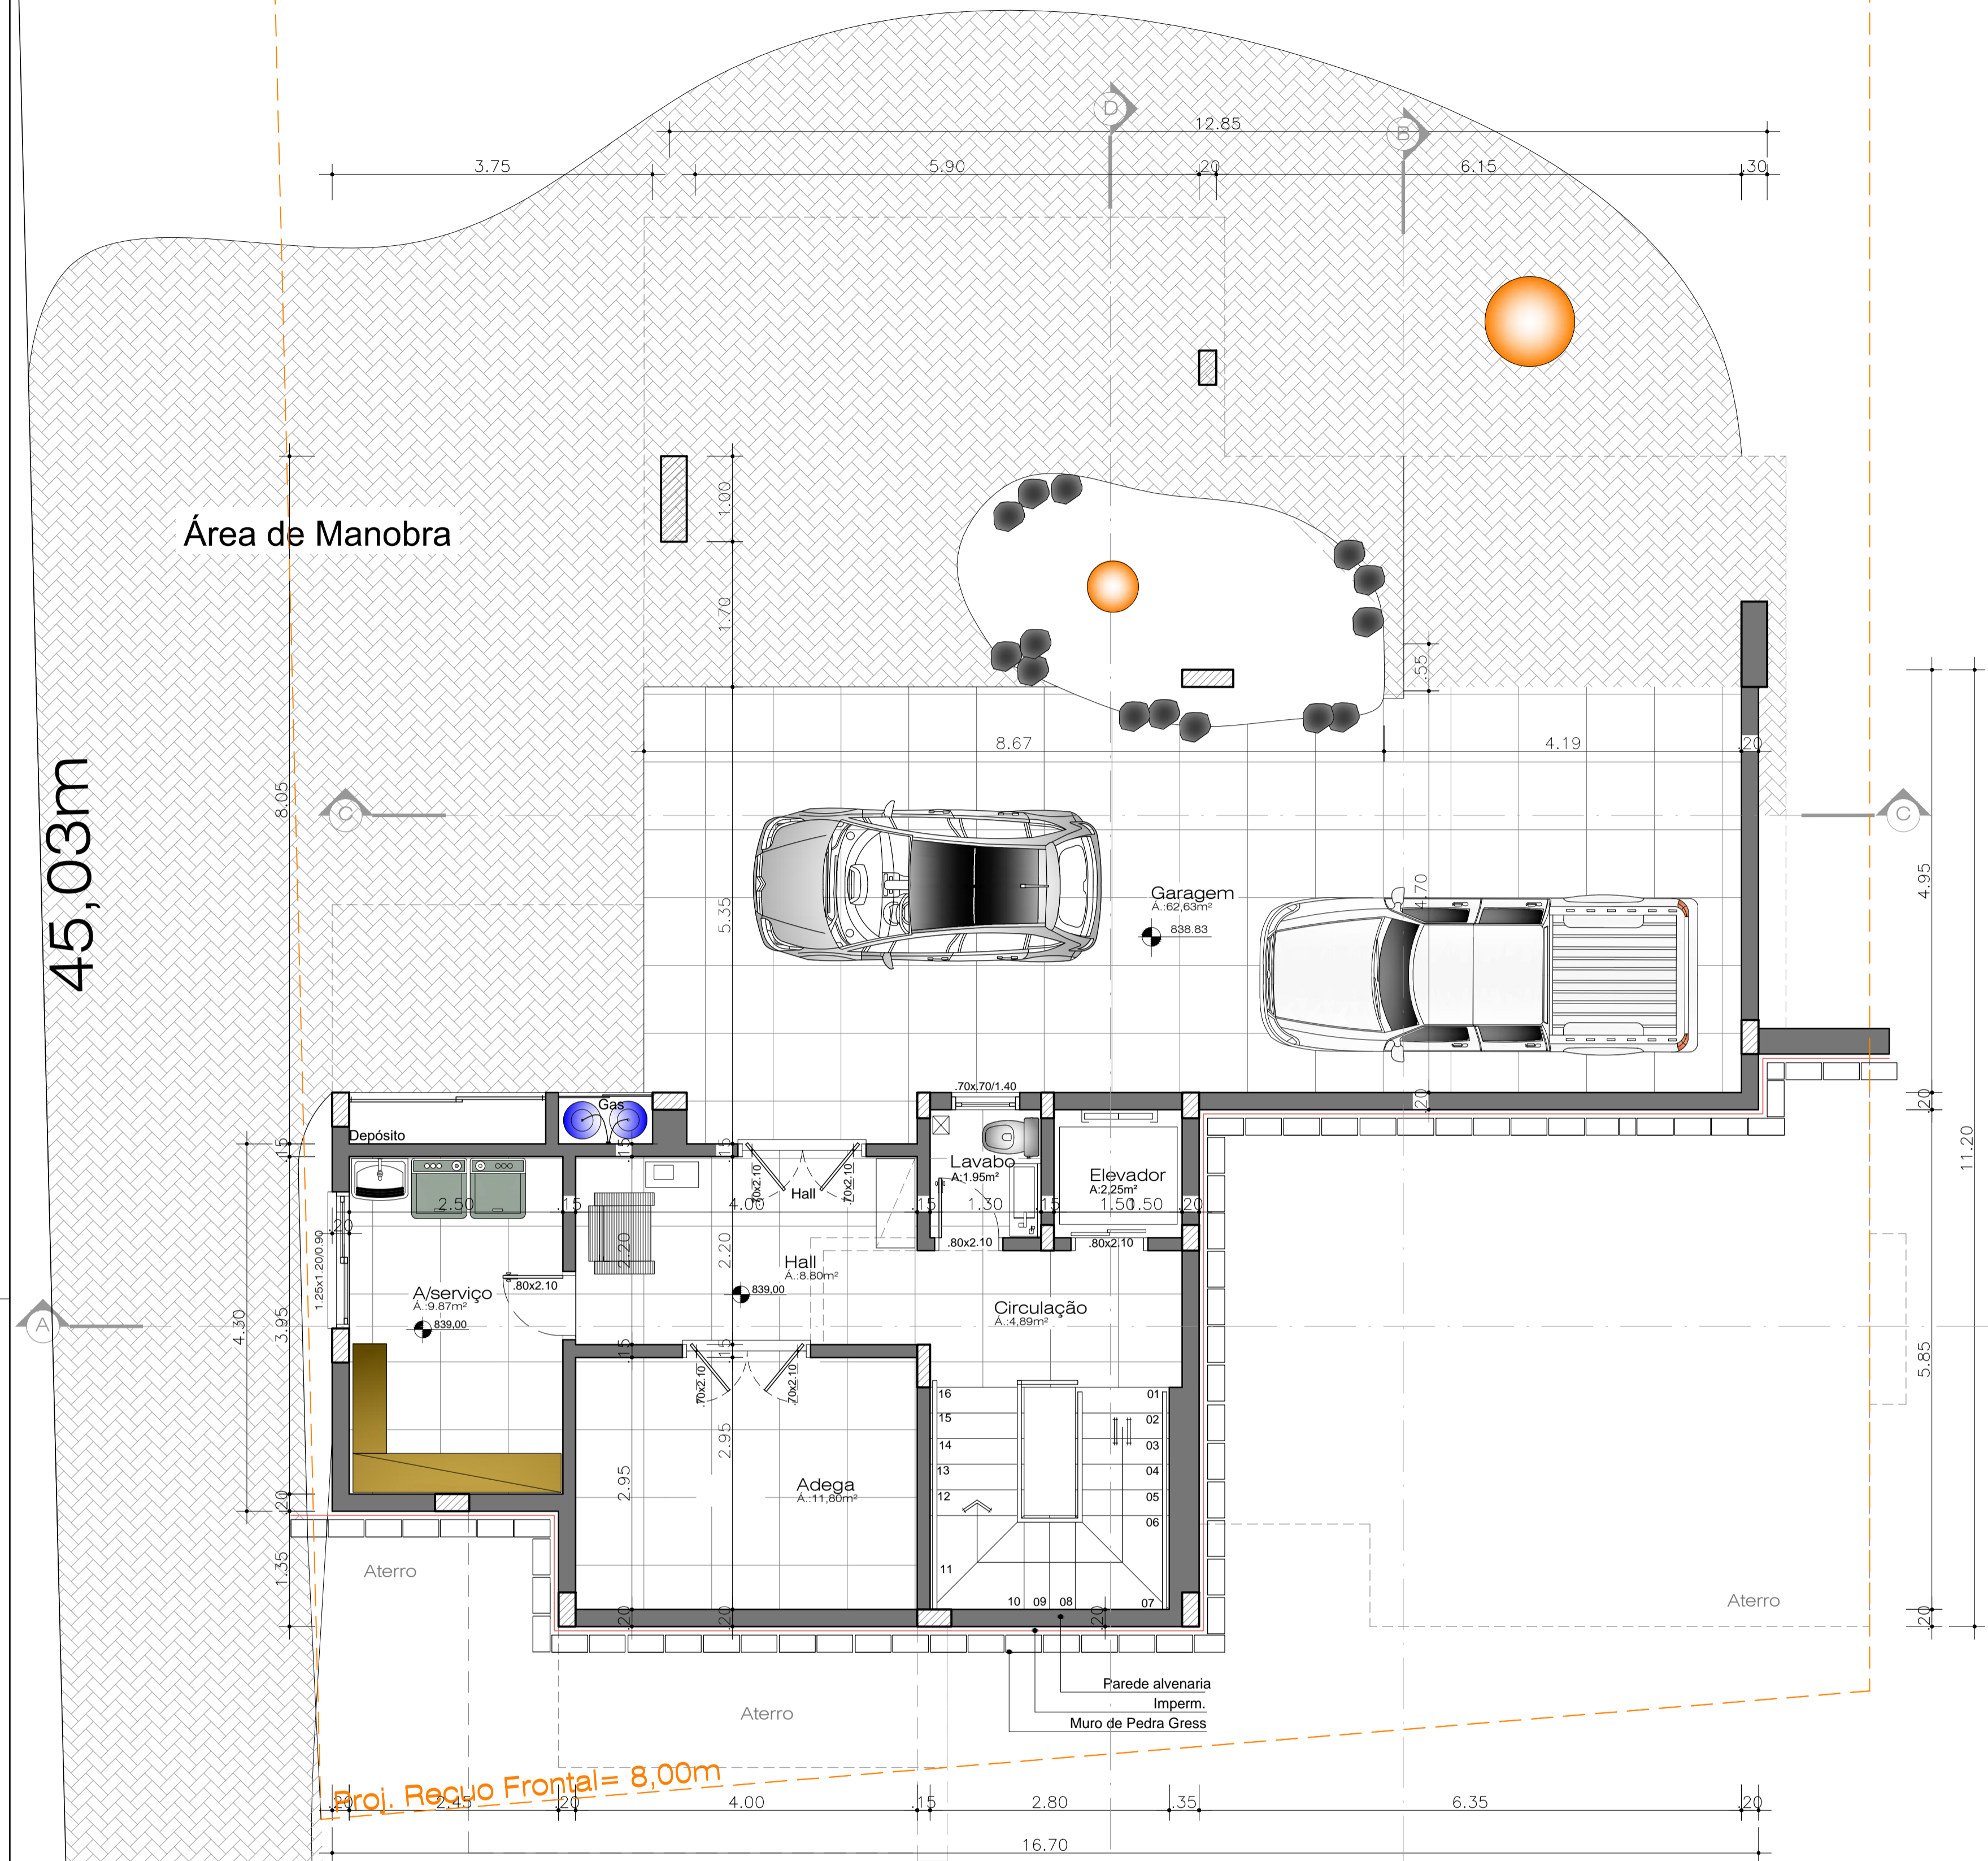 D
12.85
B
3.75
5.90
.20
6.15
.30
Área de Manobra
1.00
1.70
.55
8.67
4.19
.20
45,03m
8.05
C
C
4.95
5.35
4.70
Garagem
Á.:62,63m²
838.83
.70x.70/1.40
.20
.20
Gas
Depósito
.15
.15
.15
11.20
Lavabo
A:1.95m²
Elevador
A:2,25m²
.70x2.10
Hall
.70x2.10
2.50
.15
4.00
.15
1.30
.15
1.50
1.50
.20
.20
1.25x1.20/0.90
2.20
2.20
.80x2.10
.80x2.10
Hall
Á.:8.80m²
839,00
.80x2.10
A/serviço
Á.:9.87m²
839,00
Circulação
Á.:4,89m²
A
4.30
3.95
.15
.15
5.85
.70x2.10
.70x2.10
16
01
15
02
14
03
13
04
12
05
06
11
10
09
08
07
2.95
2.95
Adega
Á.:11,80m²
.20
1.35
Aterro
Aterro
.20
.20
.20
.20
Parede alvenaria
Imperm.
Muro de Pedra Gress
Aterro
Proj. Recuo Frontal= 8,00m
.20
2.45
.20
4.00
.15
2.80
.35
6.35
.20
16.70